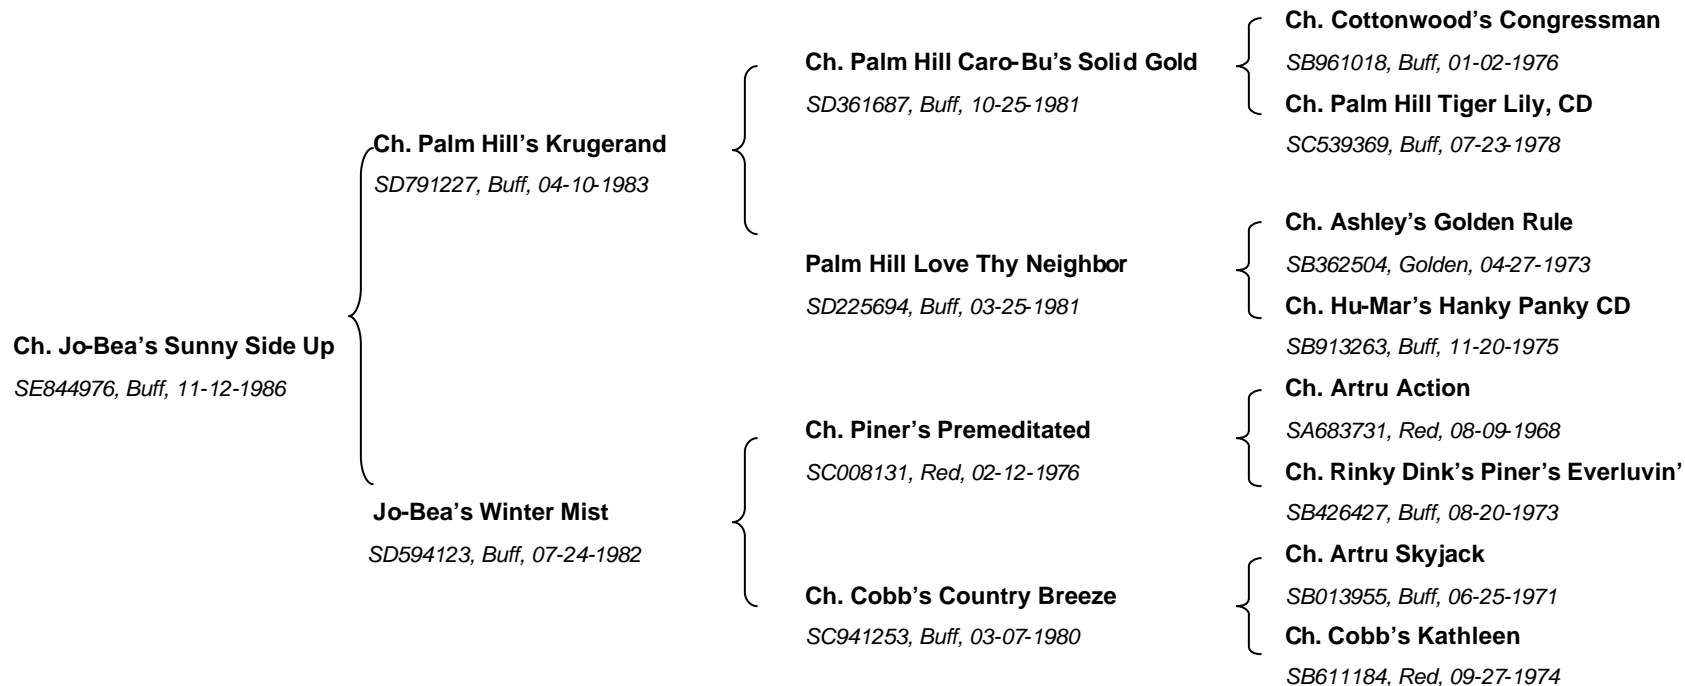 Ch. Jo-Bea's Sunny Side Up
SE844976, Buff, 11-12-1986
Ch. Palm Hill's Krugerand
SD791227, Buff, 04-10-1983
Jo-Bea's Winter Mist
SD594123, Buff, 07-24-1982
Ch. Palm Hill Caro-Bu's Solid Gold
SD361687, Buff, 10-25-1981
Palm Hill Love Thy Neighbor
SD225694, Buff, 03-25-1981
Ch. Piner's Premeditated
SC008131, Red, 02-12-1976
Ch. Cobb's Country Breeze
SC941253, Buff, 03-07-1980
Ch. Cottonwood's Congressman
SB961018, Buff, 01-02-1976
Ch. Palm Hill Tiger Lily, CD
SC539369, Buff, 07-23-1978
Ch. Ashley's Golden Rule
SB362504, Golden, 04-27-1973
Ch. Hu-Mar's Hanky Panky CD
SB913263, Buff, 11-20-1975
Ch. Artru Action
SA683731, Red, 08-09-1968
Ch. Rinky Dink's Piner's Everluvin'
SB426427, Buff, 08-20-1973
Ch. Artru Skyjack
SB013955, Buff, 06-25-1971
Ch. Cobb's Kathleen
SB611184, Red, 09-27-1974